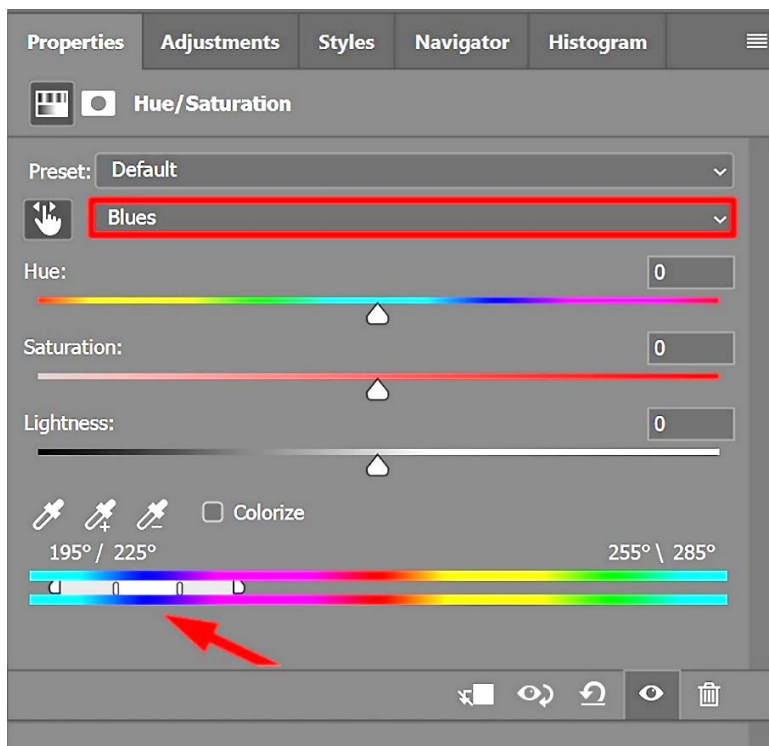 Properties Adjustments Styles Navigator Histogram
Hue/Saturation
Preset: Default
Blues
Hue: 0
Saturation: 0
Lightness: 0
Colorize
195° / 225° 255° \ 285°